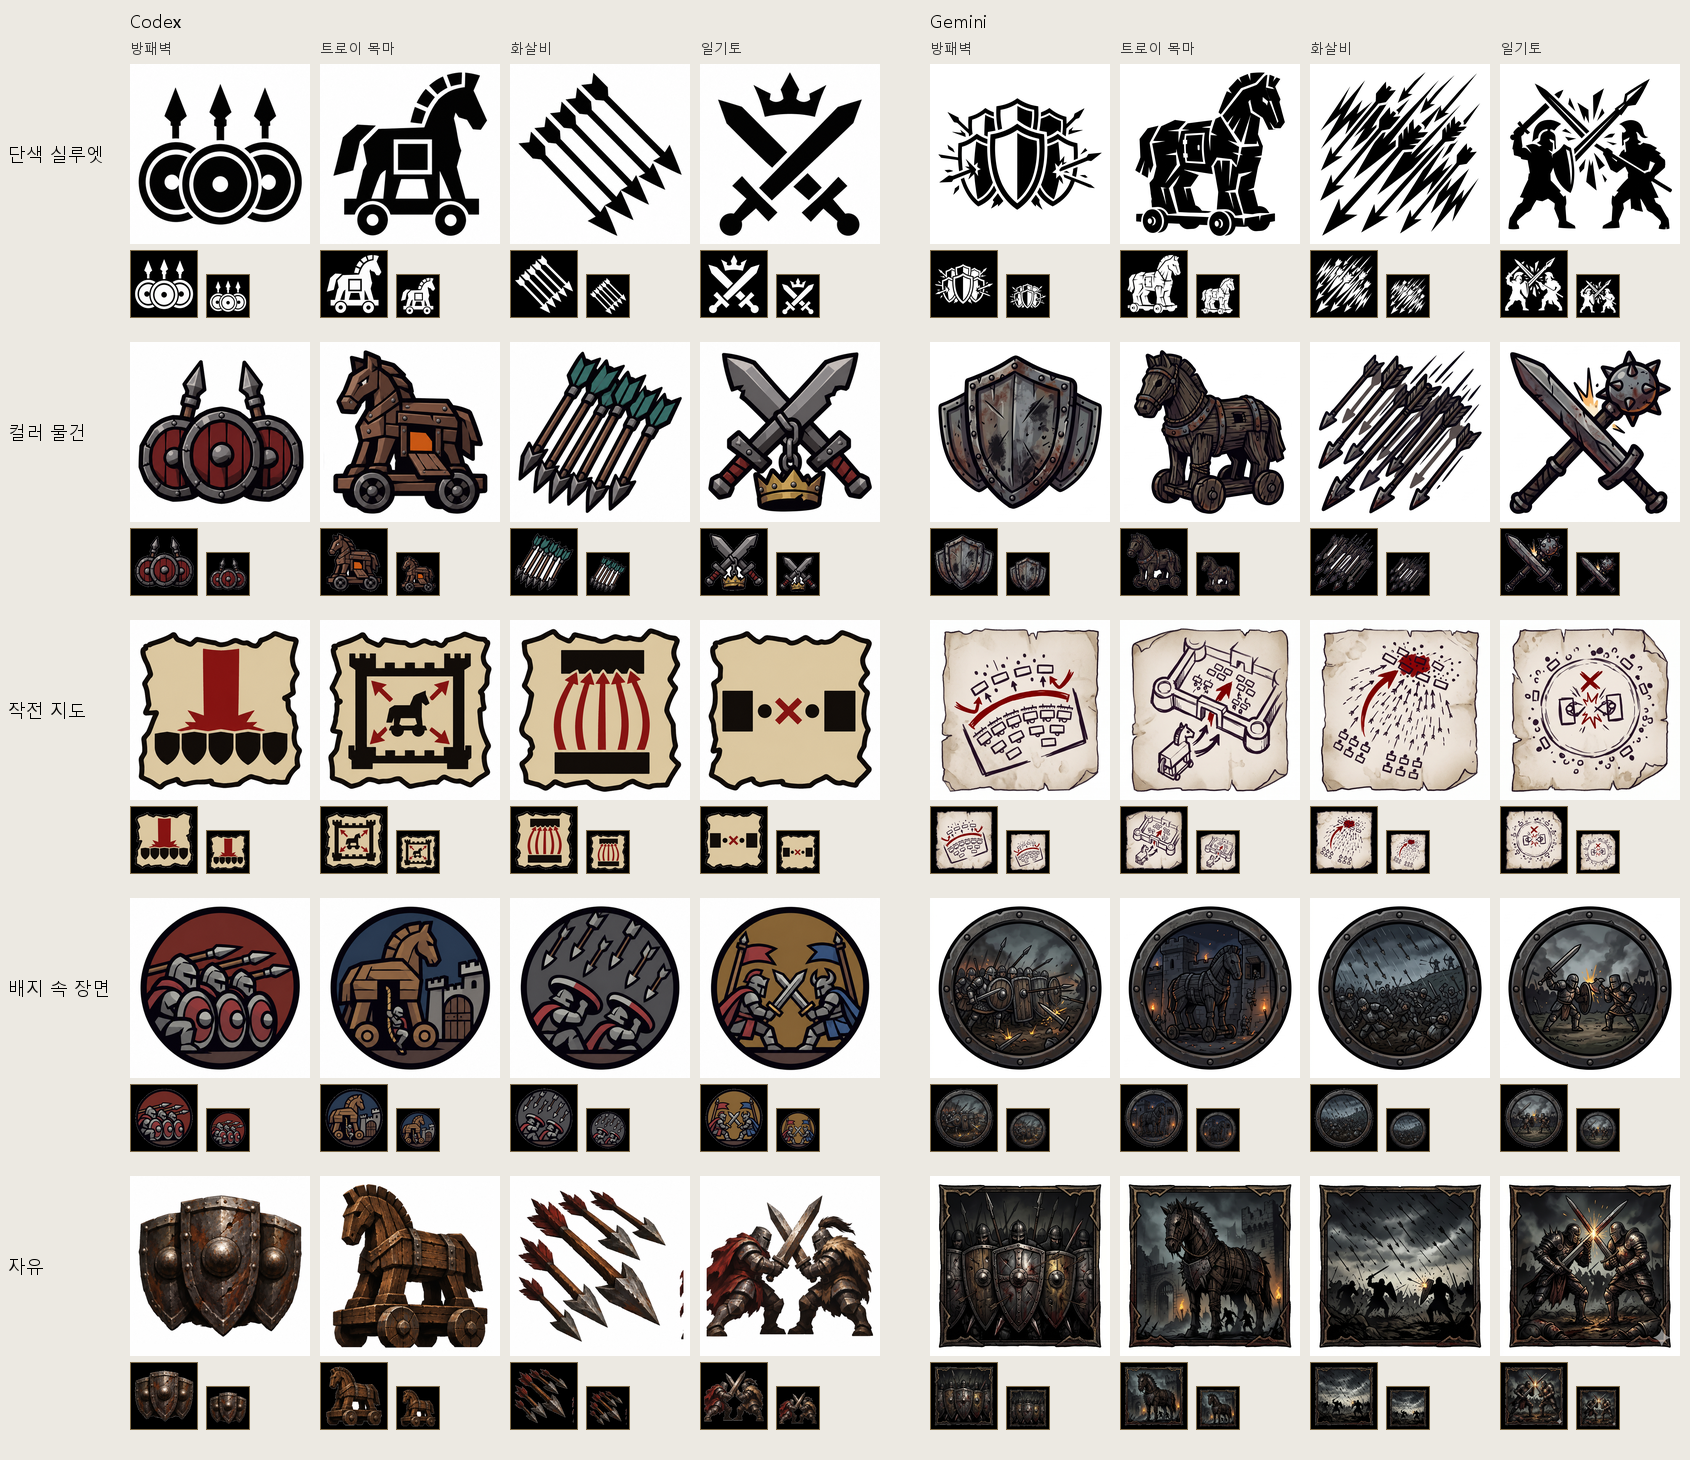 Codex
Gemini
방패벽
트로이 목마
화살비
일기토
방패벽
트로이 목마
화살비
일기토
단색 실루엣
컬러 물건
작전 지도
배지 속 장면
자유